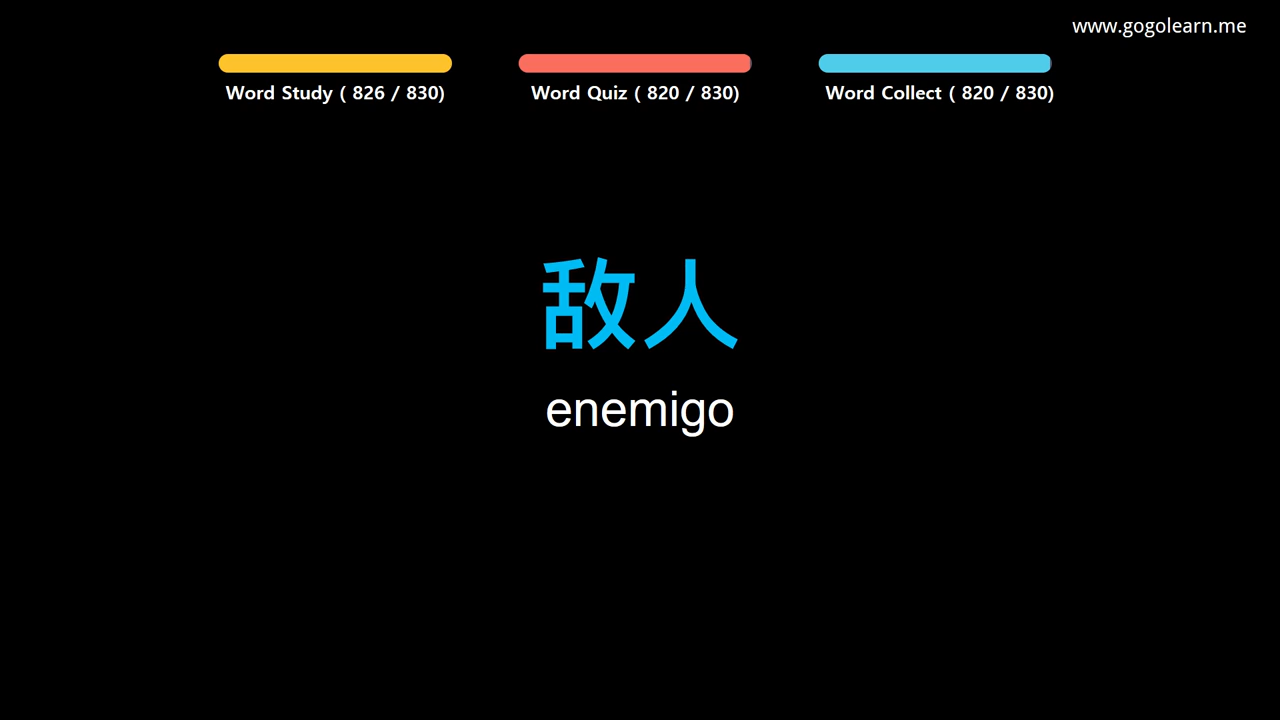 www.gogolearn.me
Word Study ( 826 / 830)
Word Quiz ( 820 / 830)
Word Collect ( 820 / 830)
敌人
enemigo